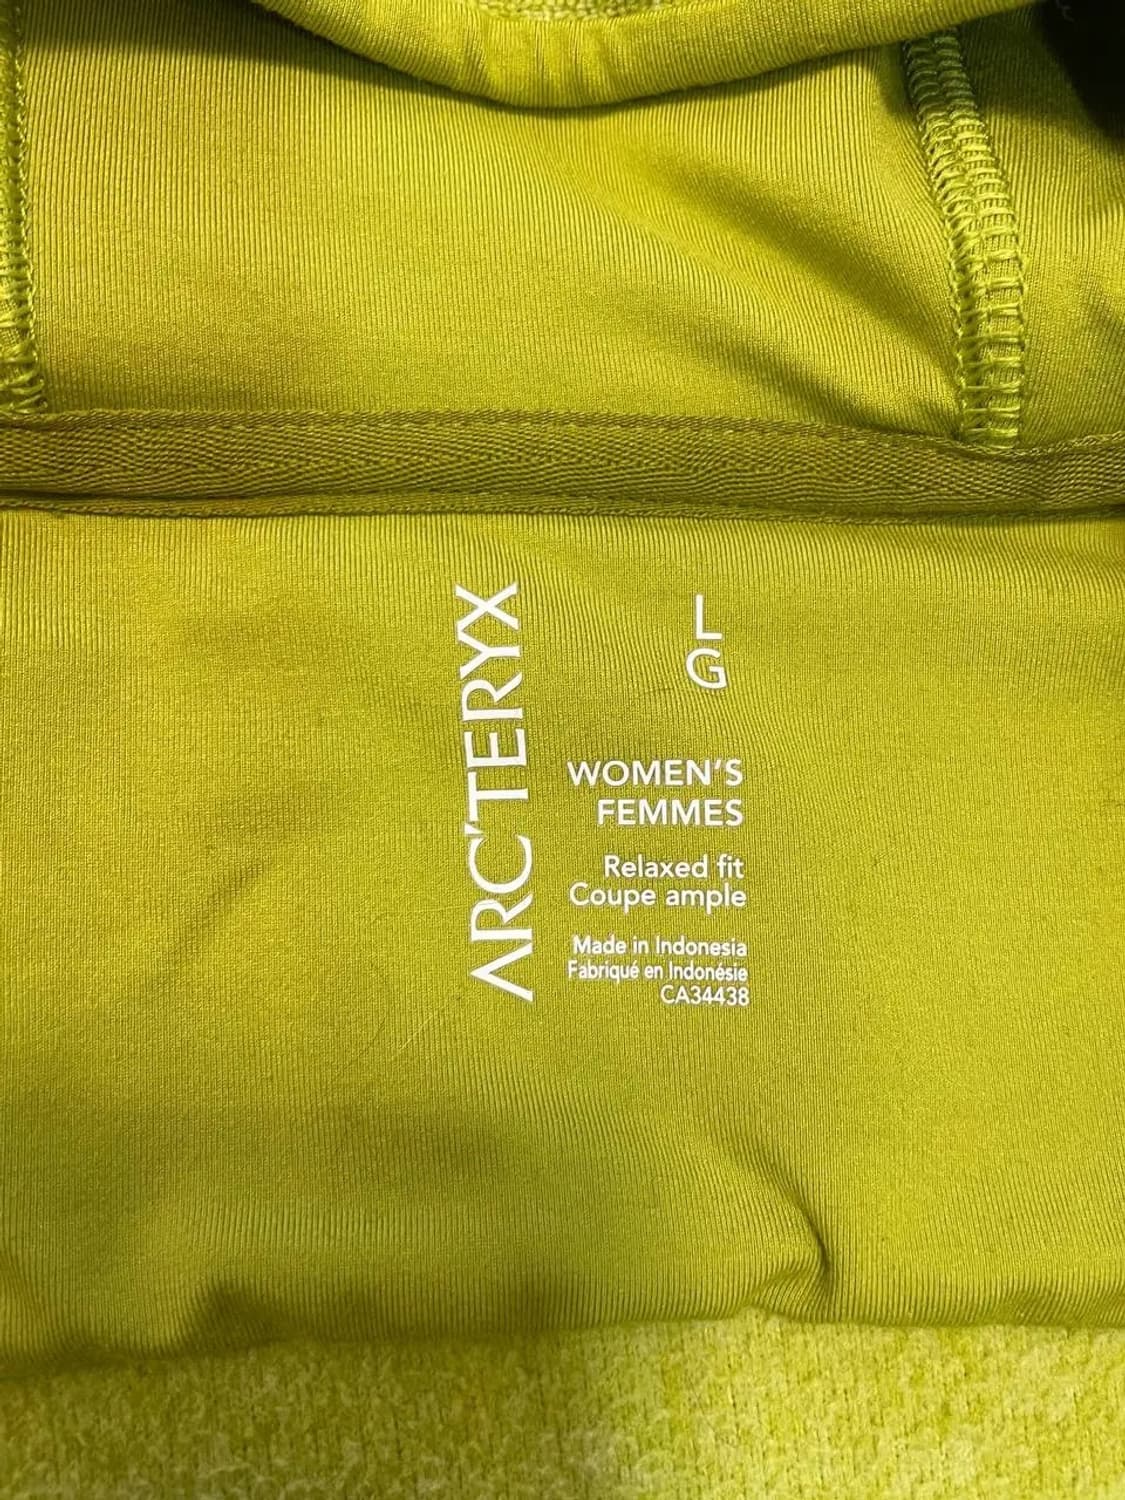 ARC'TERYX
L
G
WOMEN'S
FEMMES
Relaxed fit
Coupe ample
Made in Indonesia
Fabriqué en Indonésie
CA34438